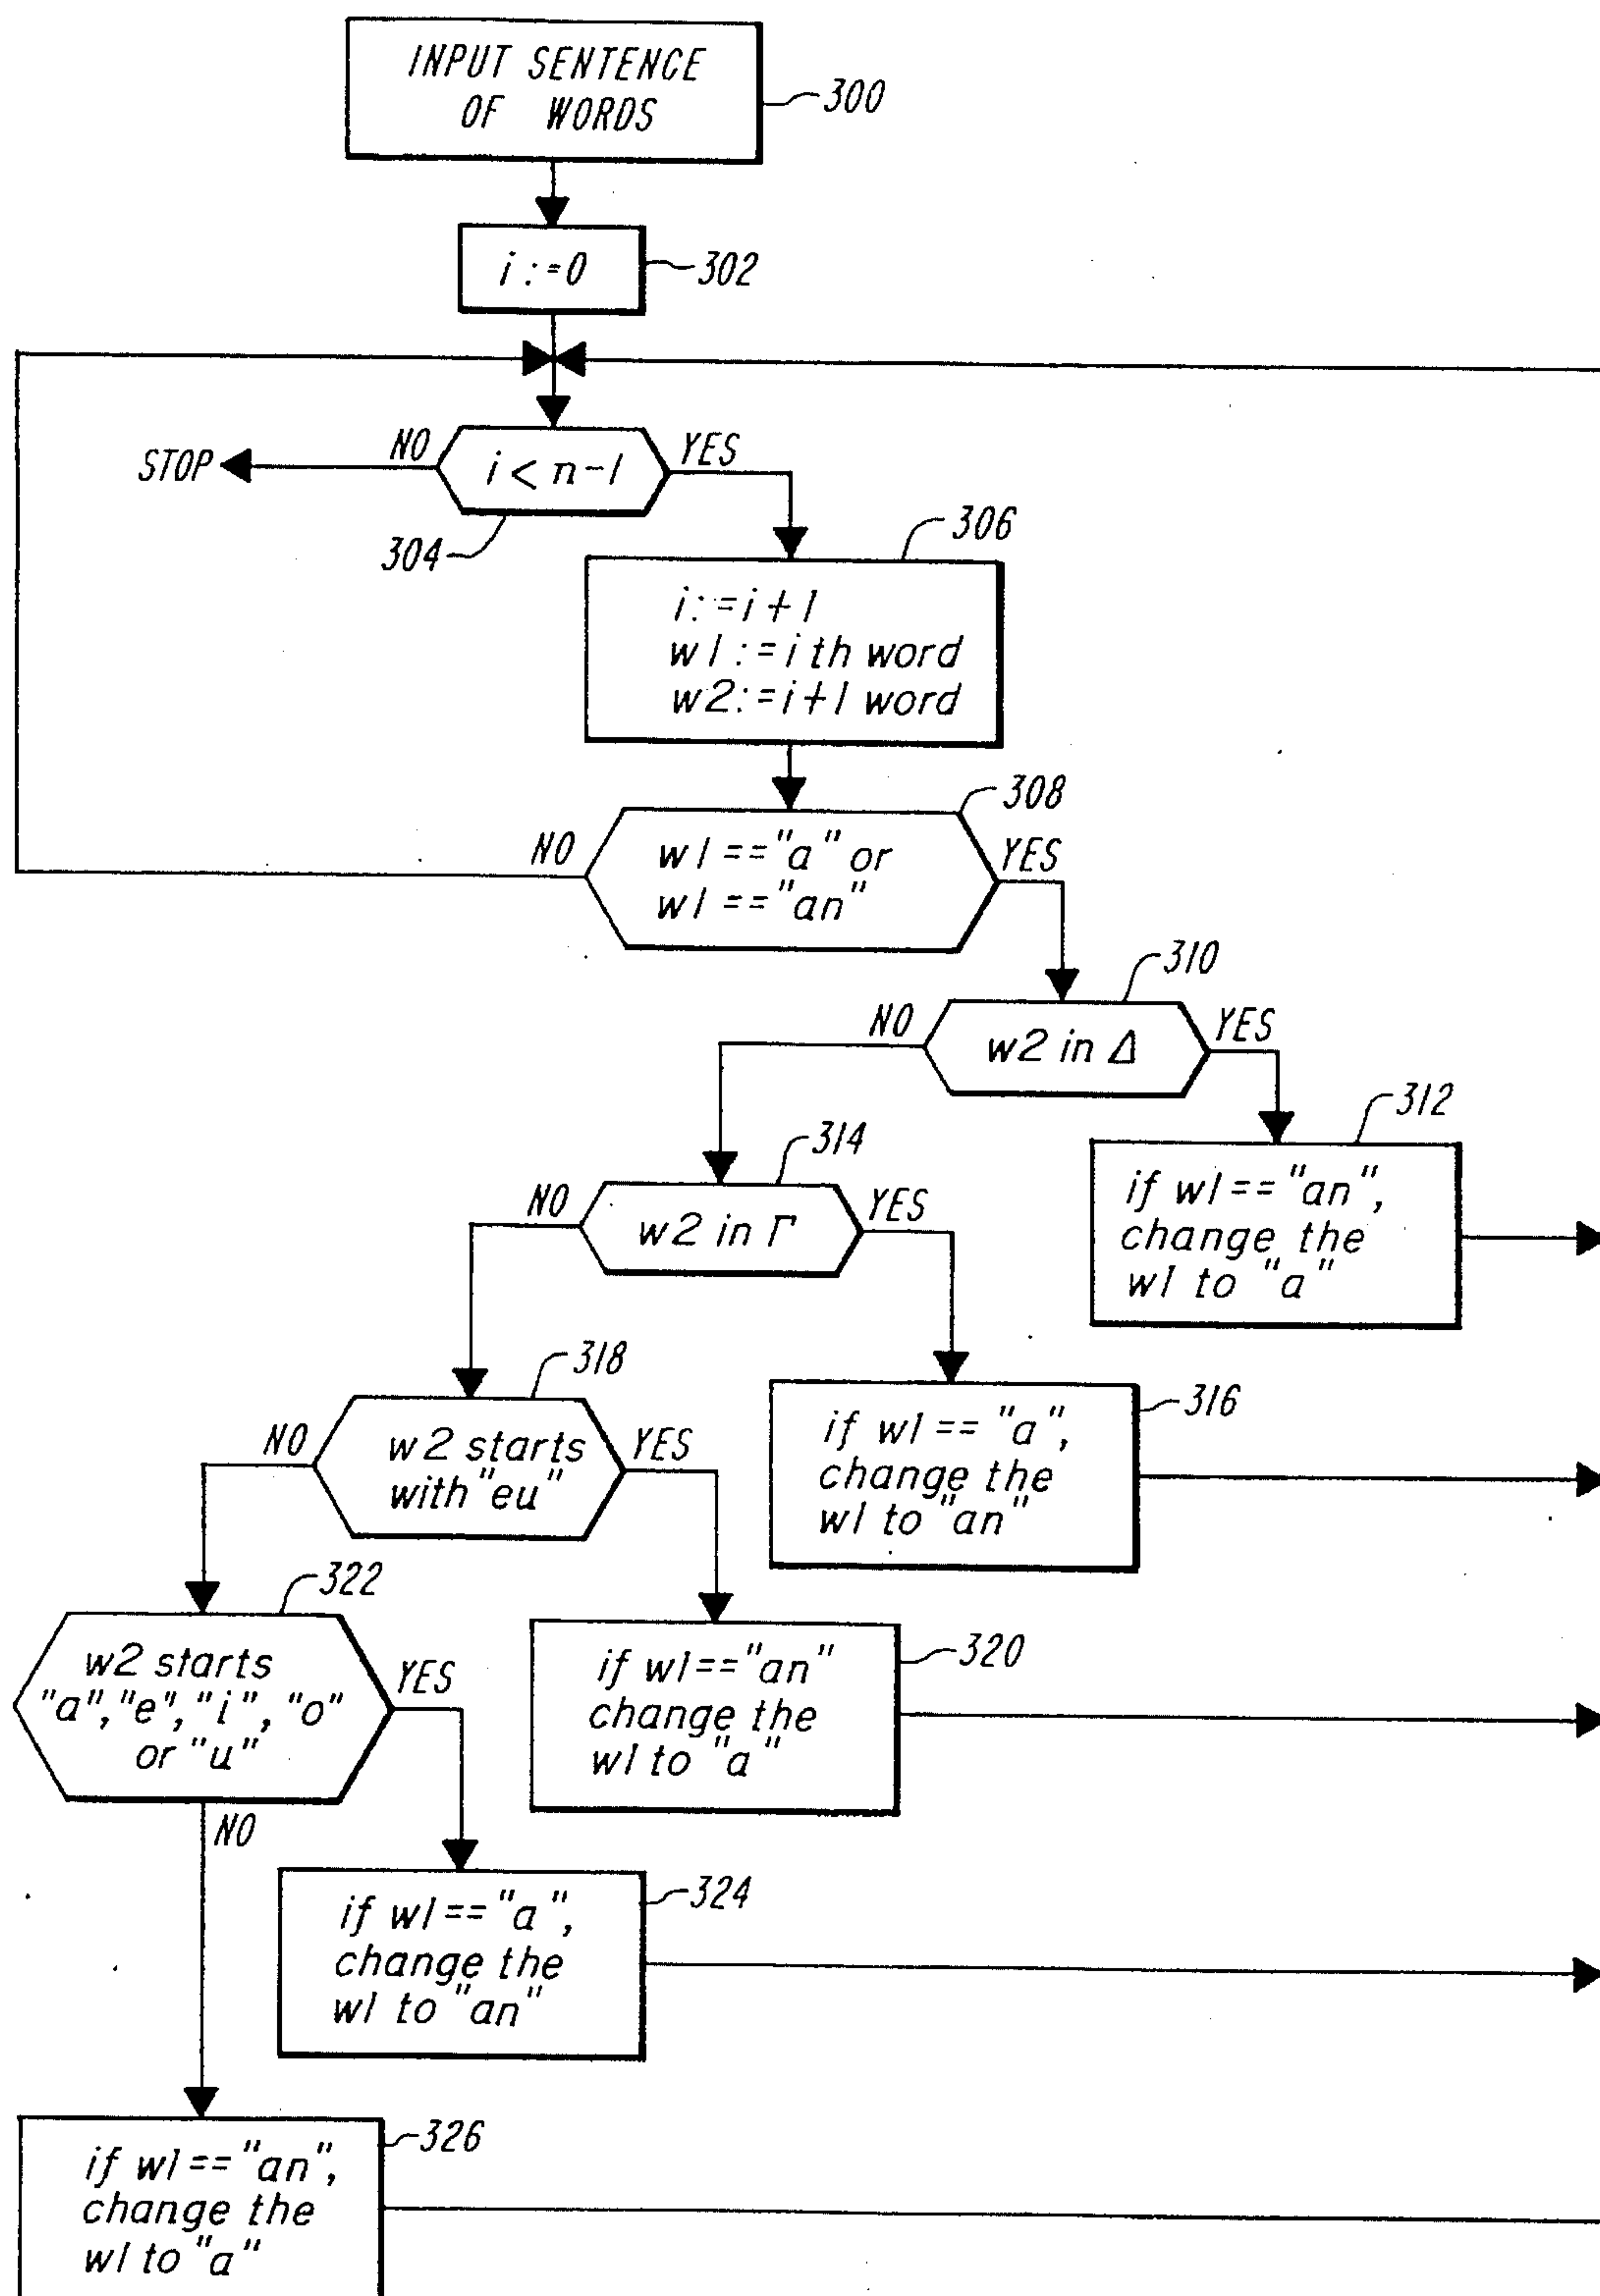 INPUT SENTENCE
OF WORDS
300
i:=0
302
STOP
NO
i < n-1
YES
304
306
i:=i+1
w1:=i th word
w2:=i+1 word
308
NO
w1=="a" or
w1=="an"
YES
310
NO
w2 in Δ
YES
312
if w1=="an",
change the
w1 to "a"
314
NO
w2 in Γ
YES
316
if w1 == "a",
change the
w1 to "an"
318
NO
w2 starts
with "eu"
YES
320
if w1=="an"
change the
w1 to "a"
322
w2 starts
"a","e","i","o"
or "u"
YES
NO
324
if w1=="a",
change the
w1 to "an"
326
if w1=="an",
change the
w1 to "a"